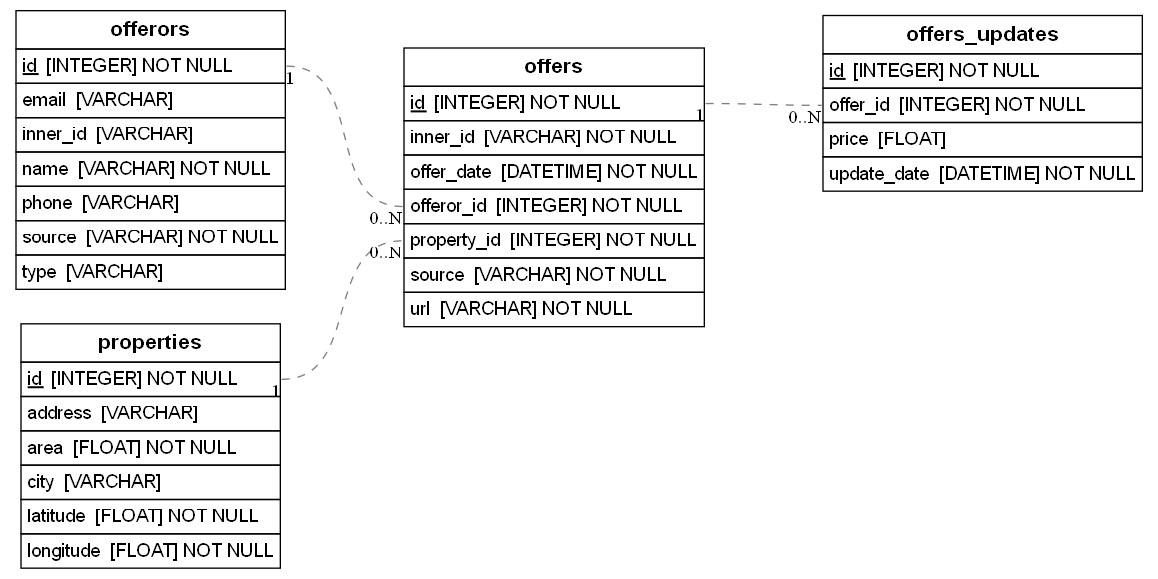 offerors
id [INTEGER] NOT NULL
email [VARCHAR]
inner_id [VARCHAR]
name [VARCHAR] NOT NULL
phone [VARCHAR]
source [VARCHAR] NOT NULL
type [VARCHAR]
1
0..N
properties
id [INTEGER] NOT NULL
address [VARCHAR]
area [FLOAT] NOT NULL
city [VARCHAR]
latitude [FLOAT] NOT NULL
longitude [FLOAT] NOT NULL
1
0..N
offers
id [INTEGER] NOT NULL
inner_id [VARCHAR] NOT NULL
offer_date [DATETIME] NOT NULL
offeror_id [INTEGER] NOT NULL
property_id [INTEGER] NOT NULL
source [VARCHAR] NOT NULL
url [VARCHAR] NOT NULL
1
0..N
offers_updates
id [INTEGER] NOT NULL
offer_id [INTEGER] NOT NULL
price [FLOAT]
update_date [DATETIME] NOT NULL